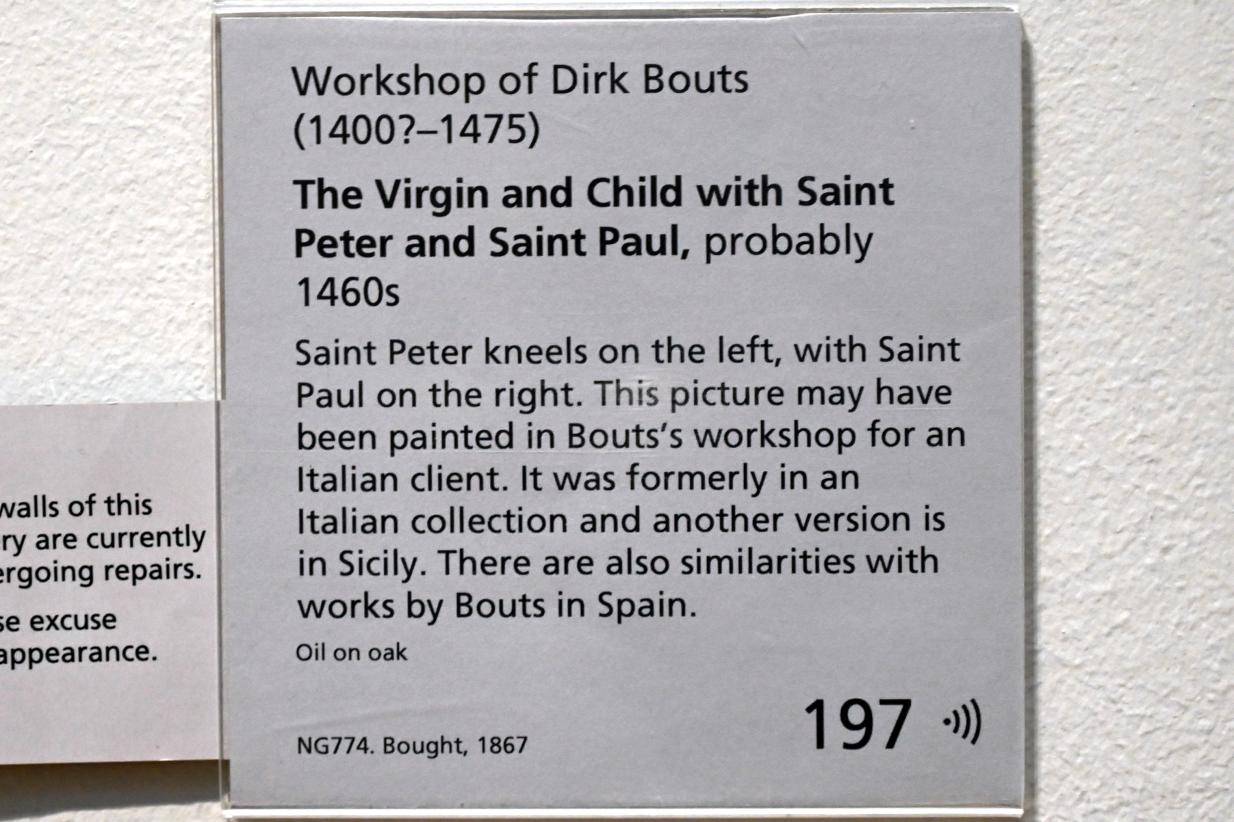 Workshop of Dirk Bouts
(1400?–1475)
The Virgin and Child with Saint
Peter and Saint Paul, probably
1460s
Saint Peter kneels on the left, with Saint
Paul on the right. This picture may have
been painted in Bouts's workshop for an
Italian client. It was formerly in an
Italian collection and another version is
in Sicily. There are also similarities with
works by Bouts in Spain.
Oil on oak
NG774. Bought, 1867
197
walls of this
ry are currently
ergoing repairs.
se excuse
appearance.